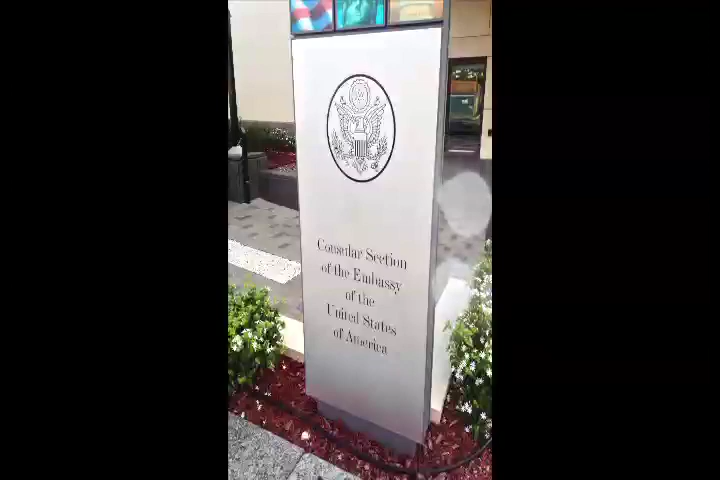 Consular Section
of the Embassy
of the
United States
of America